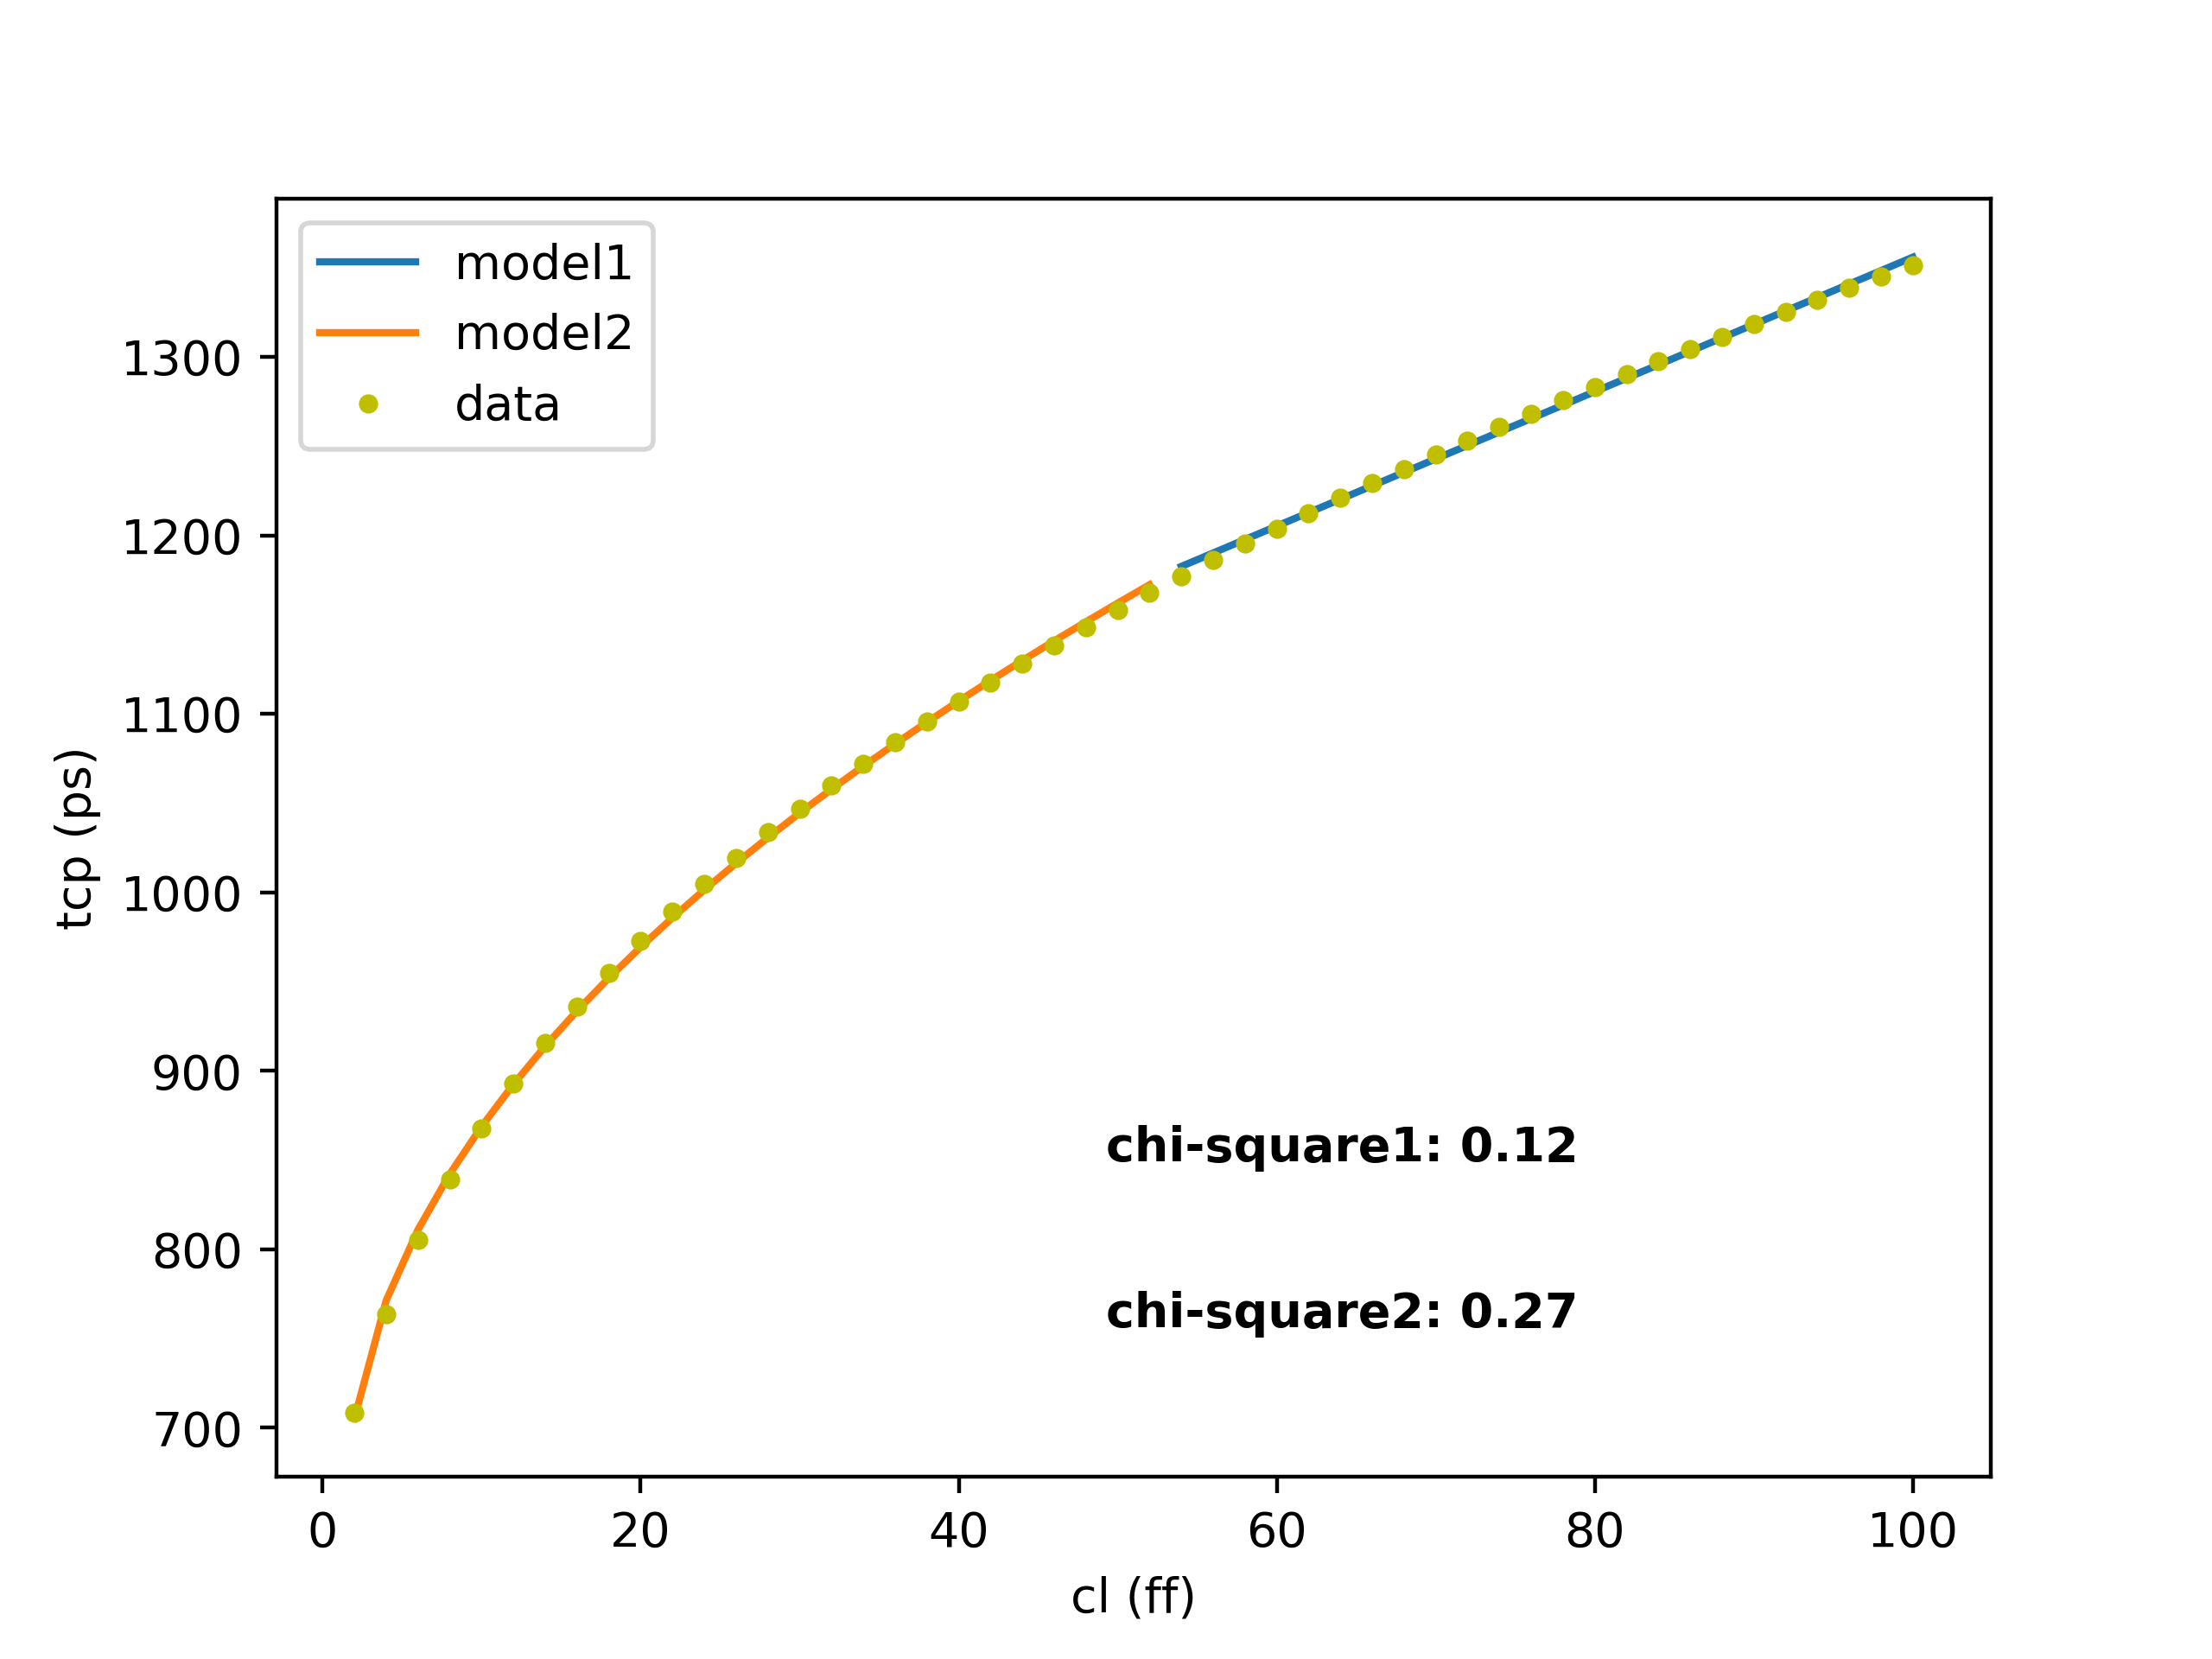 model1
model2
data
1300
1200
1100
1000
900
800
700
tcp (ps)
chi-square1: 0.12
chi-square2: 0.27
0 20 40 60 80 100
cl (ff)